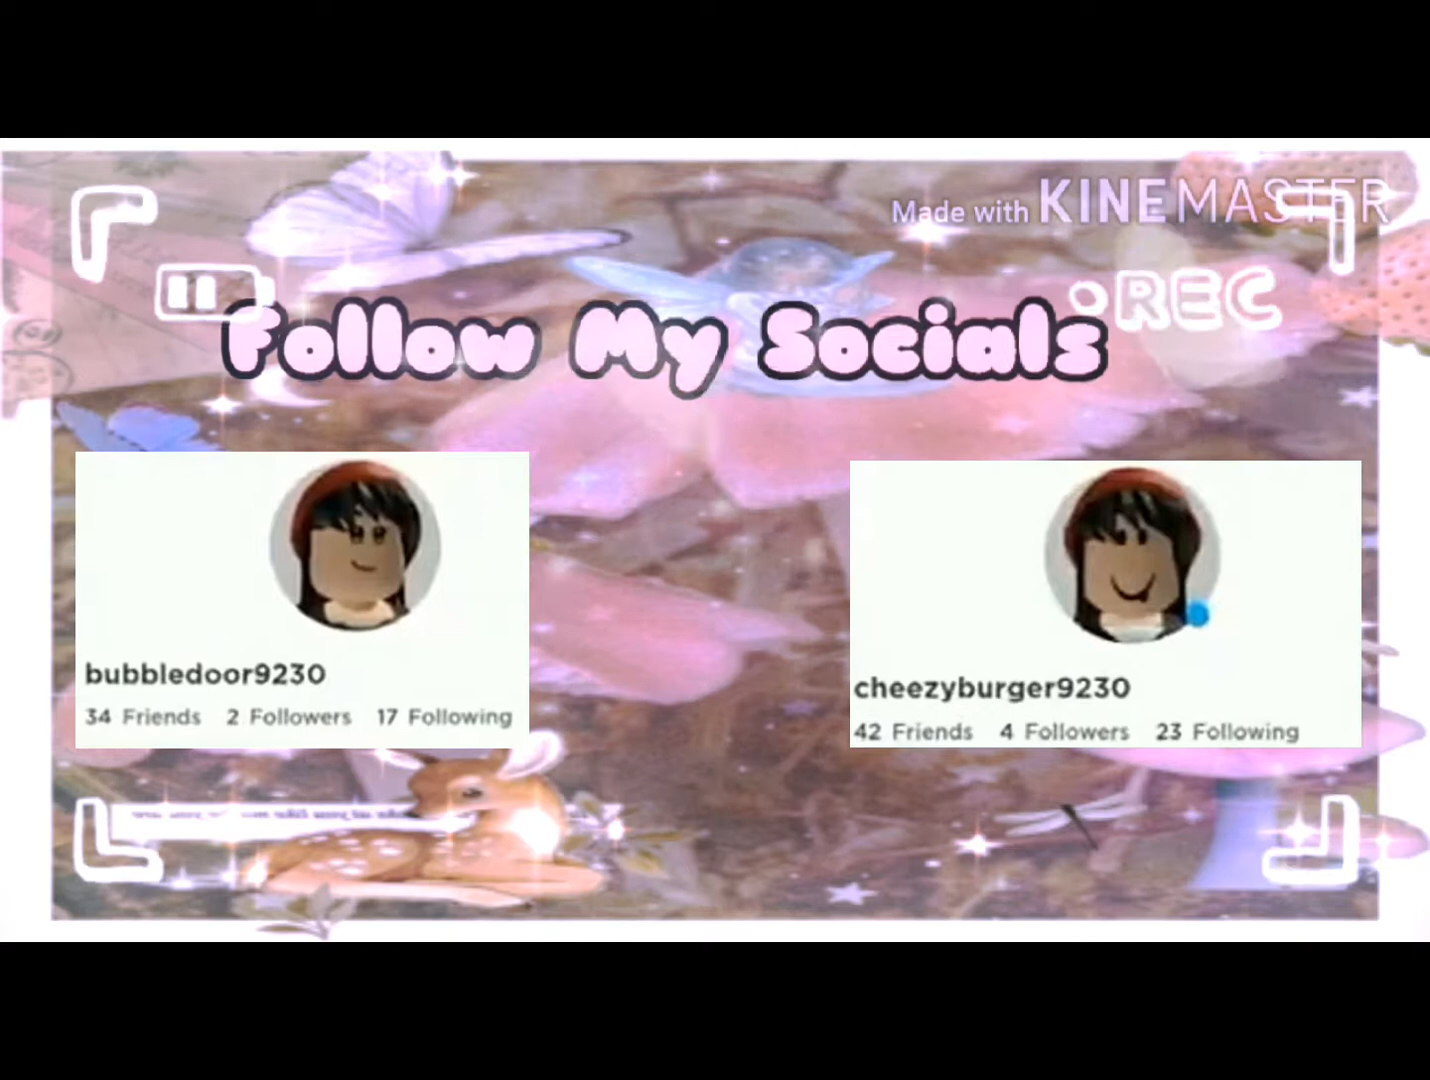 Made with KINEMASTER
REC
Follow My Socials
bubbledoor9230
34 Friends 2 Followers 17 Following
cheezyburger9230
42 Friends 4 Followers 23 Following